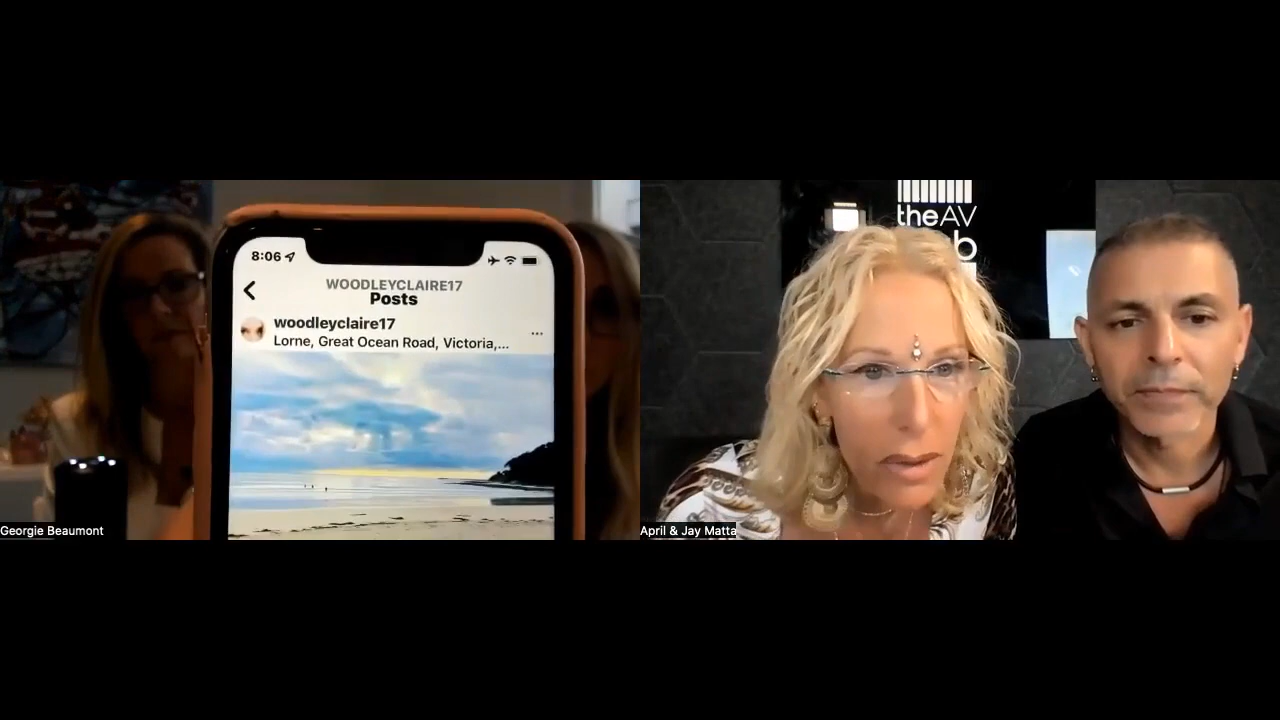 8:06
WOODLEYCLAIRE17
Posts
woodleyclaire17
Lorne, Great Ocean Road, Victoria,...
theAV
b
Georgie Beaumont
April & Jay Matta